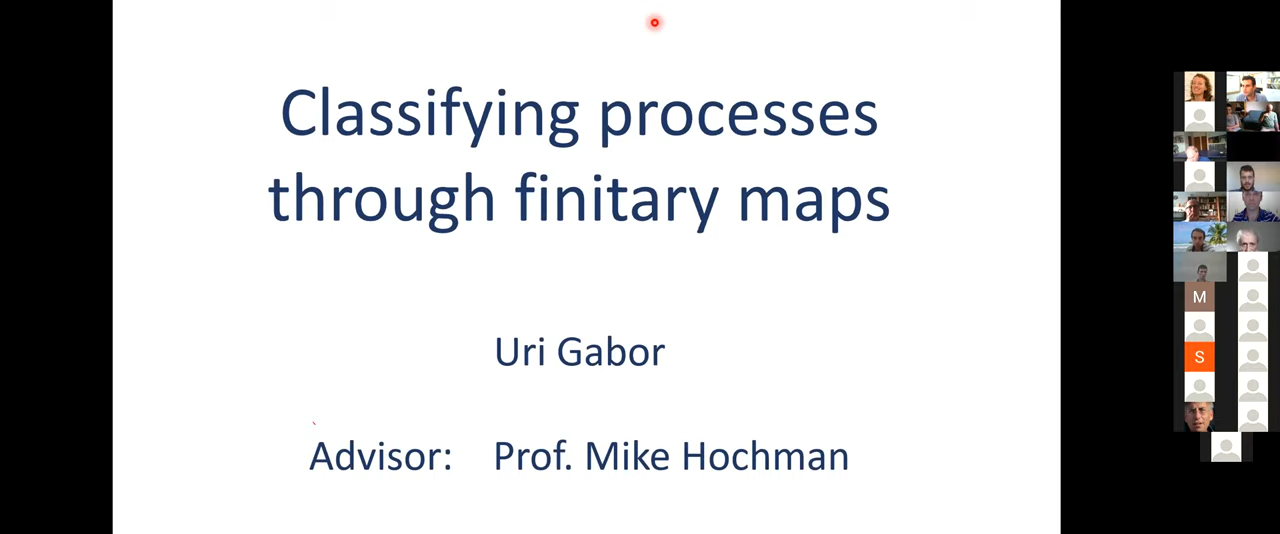 Classifying processes
through finitary maps
Uri Gabor
Advisor: Prof. Mike Hochman
M
S